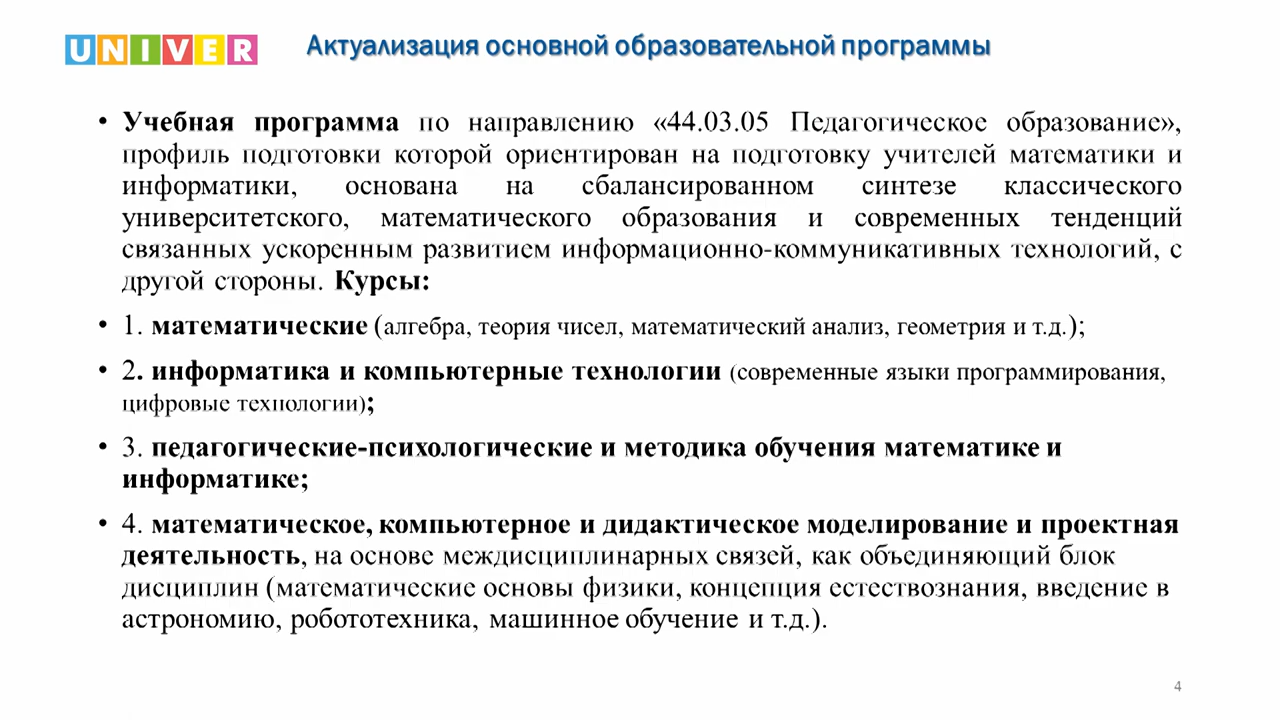 UNIVER
Актуализация основной образовательной программы
• Учебная программа по направлению «44.03.05 Педагогическое образование»,
профиль подготовки которой ориентирован на подготовку учителей математики и
информатики, основана на сбалансированном синтезе классического
университетского, математического образования и современных тенденций
связанных ускоренным развитием информационно-коммуникативных технологий, с
другой стороны. Курсы:
• 1. математические (алгебра, теория чисел, математический анализ, геометрия и т.д.);
• 2. информатика и компьютерные технологии (современные языки программирования,
цифровые технологии);
• 3. педагогические-психологические и методика обучения математике и
информатике;
• 4. математическое, компьютерное и дидактическое моделирование и проектная
деятельность, на основе междисциплинарных связей, как объединяющий блок
дисциплин (математические основы физики, концепция естествознания, введение в
астрономию, робототехника, машинное обучение и т.д.).
4